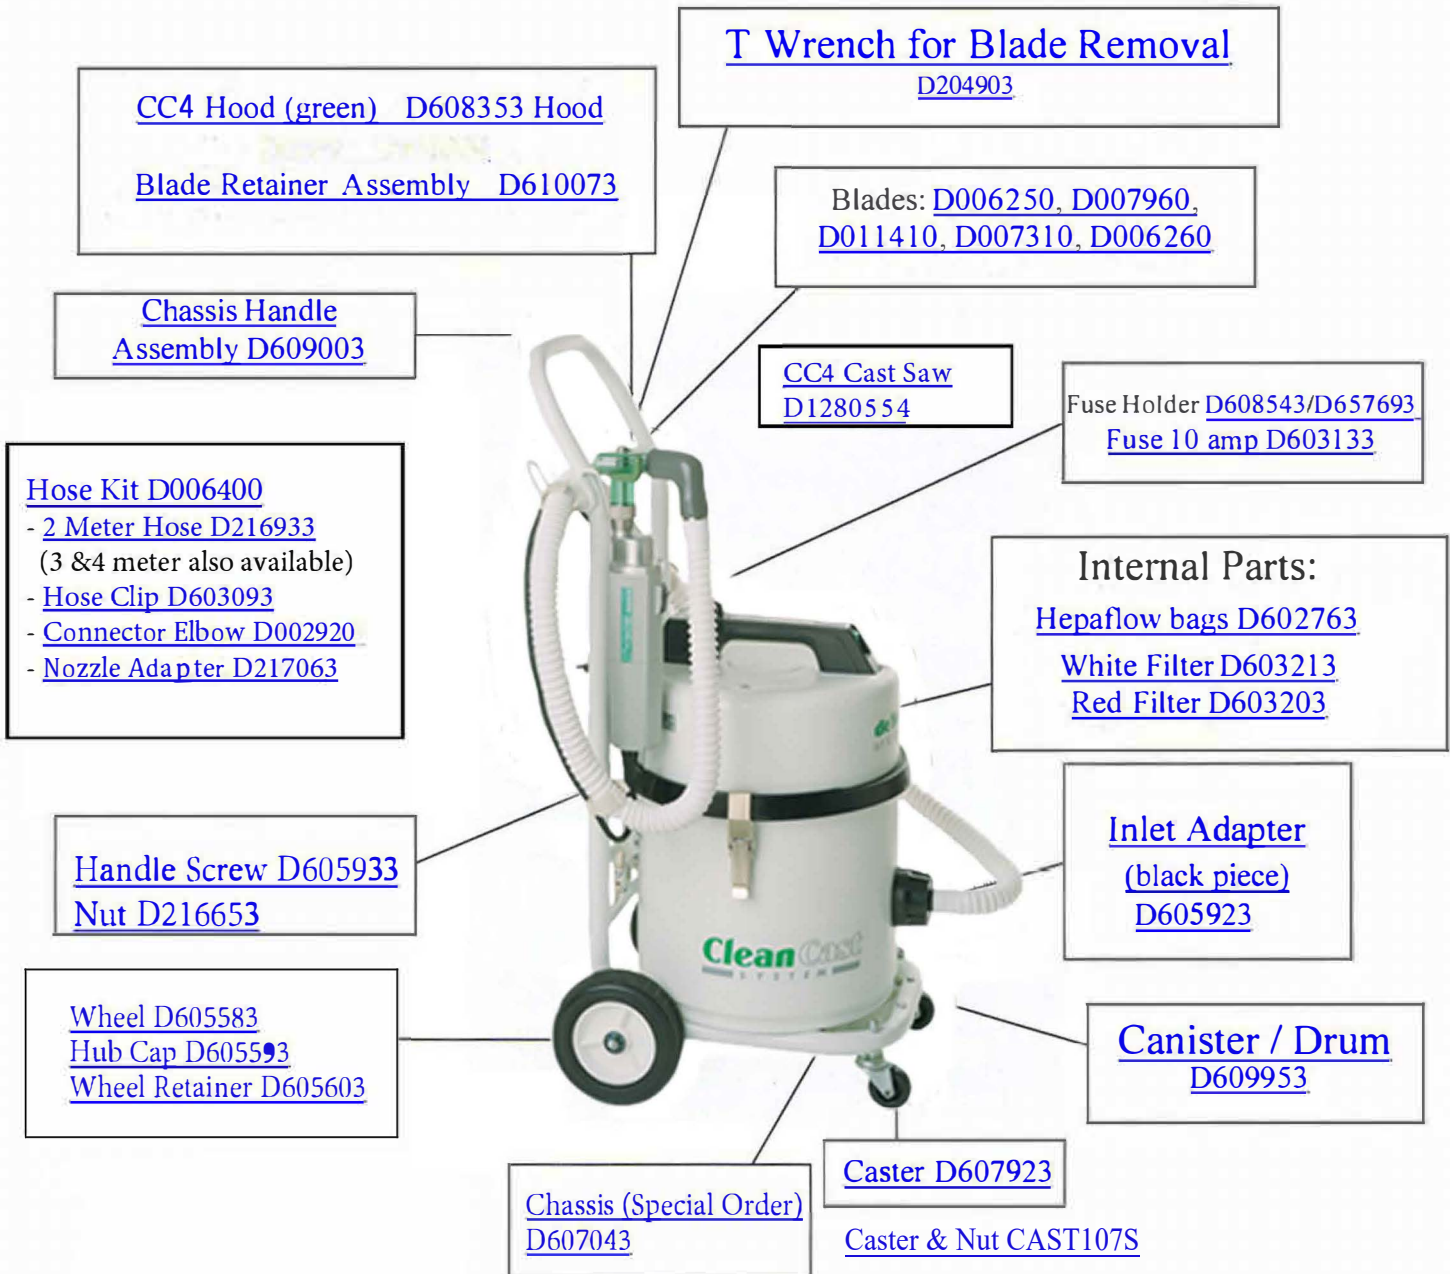 T Wrench for Blade Removal
D204903
CC4 Hood (green) D608353 Hood
Blade Retainer Assembly D610073
Blades: D006250, D007960,
D011410, D007310, D006260
Chassis Handle
Assembly D609003
CC4 Cast Saw
D1280554
Fuse Holder D608543/D657693
Fuse 10 amp D603133
Hose Kit D006400
- 2 Meter Hose D216933
(3 &4 meter also available)
- Hose Clip D603093
- Connector Elbow D002920
- Nozzle Adapter D217063
Internal Parts:
Hepaflow bags D602763
White Filter D603213
Red Filter D603203
Handle Screw D605933
Nut D216653
Inlet Adapter
(black piece)
D605923
CleanCast
SYSTEM
Wheel D605583
Hub Cap D605593
Wheel Retainer D605603
Canister / Drum
D609953
Caster D607923
Chassis (Special Order)
D607043
Caster & Nut CAST107S